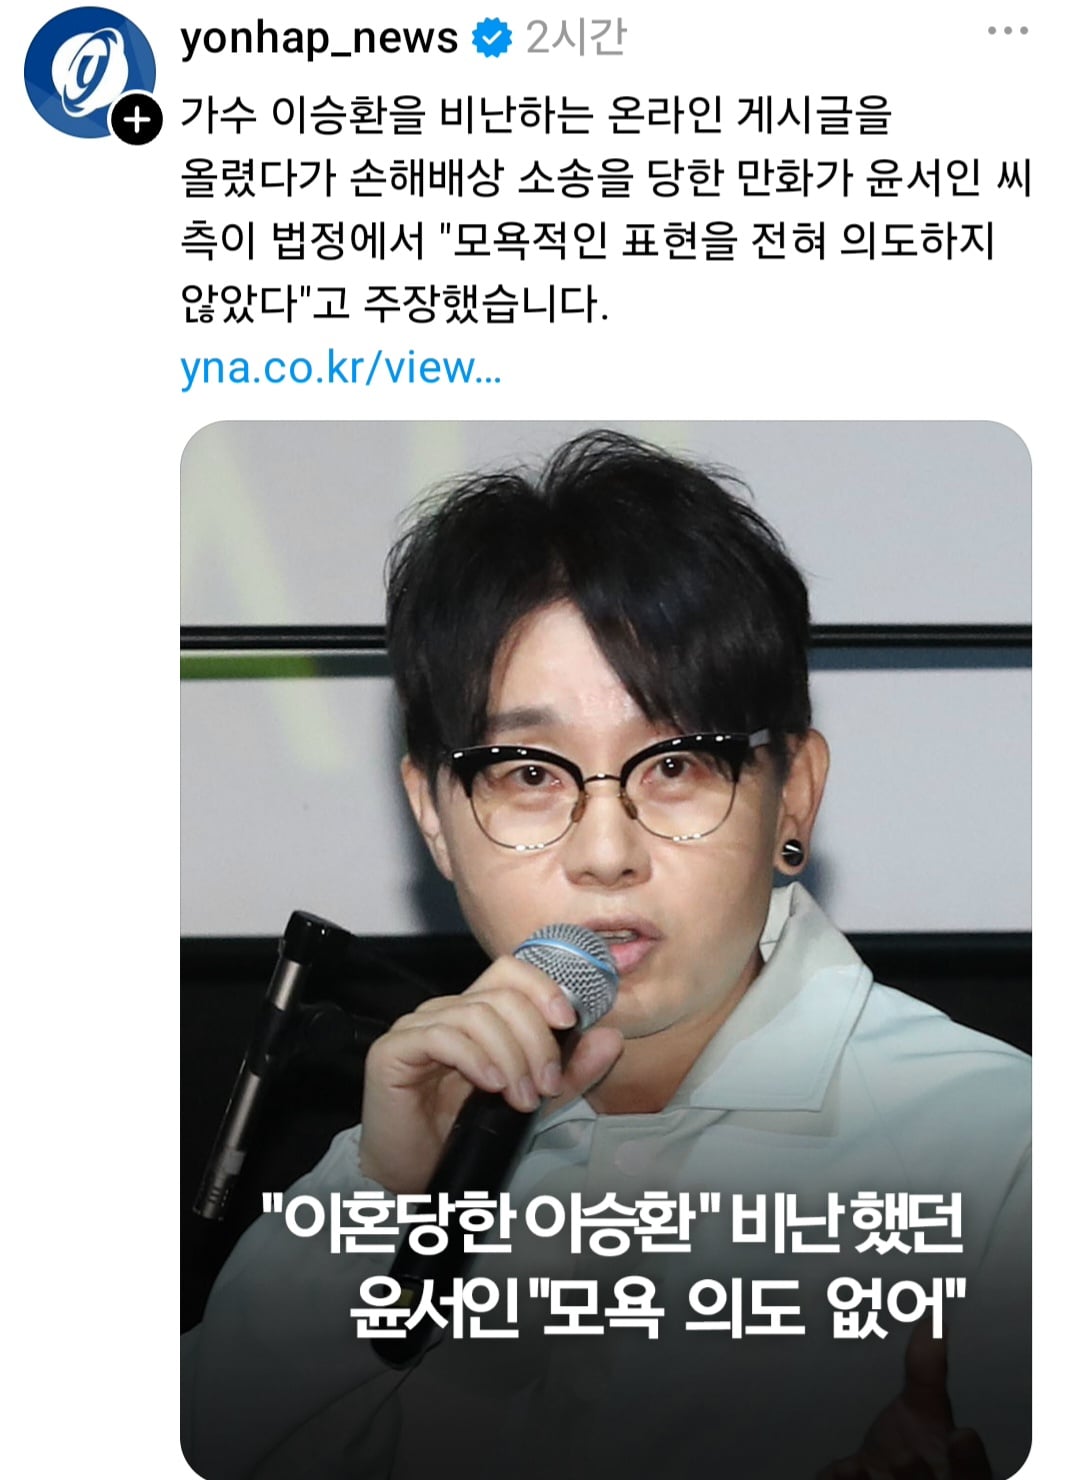 yonhap_news 2시간
가수 이승환을 비난하는 온라인 게시글을
올렸다가 손해배상 소송을 당한 만화가 윤서인 씨
측이 법정에서 "모욕적인 표현을 전혀 의도하지
않았다"고 주장했습니다.
yna.co.kr/view...
"이혼당한 이승환" 비난했던
윤서인 "모욕 의도 없어"